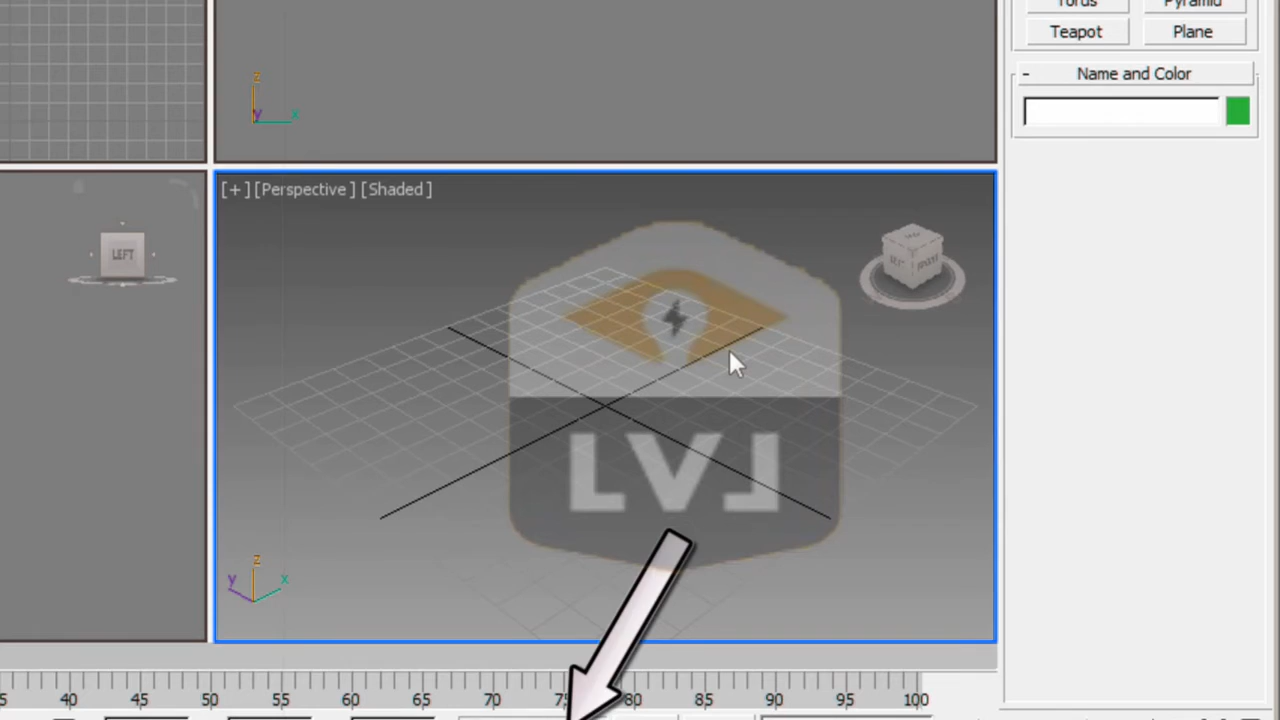 Torus Pyramid
Teapot Plane
- Name and Color
z
y x
[+][Perspective][Shaded]
LEFT
LVL
z
y x
40 45 50 55 60 65 70 75 80 85 90 95 100